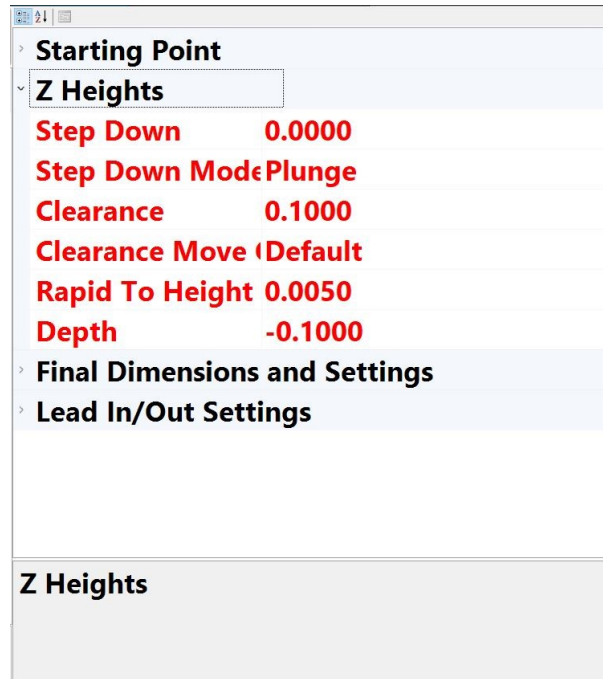 Starting Point
Z Heights
Step Down 0.0000
Step Down Mode Plunge
Clearance 0.1000
Clearance Move Default
Rapid To Height 0.0050
Depth -0.1000
Final Dimensions and Settings
Lead In/Out Settings
Z Heights